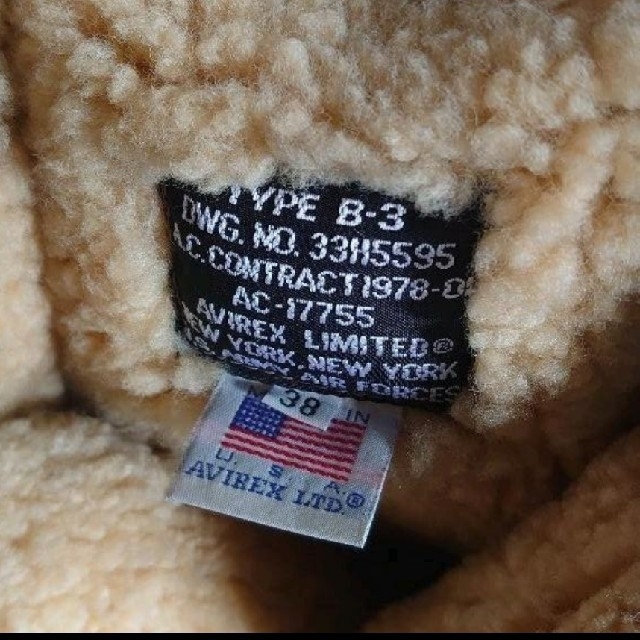 TYPE B-3
DWG. NO. 33H5595
A.C. CONTRACT 1978-
AC-17755
AVIREX LIMITED®
NEW YORK, NEW YORK
ARMY AIR FORCES
38 IN
U. S. A.
AVIREX LTD.®